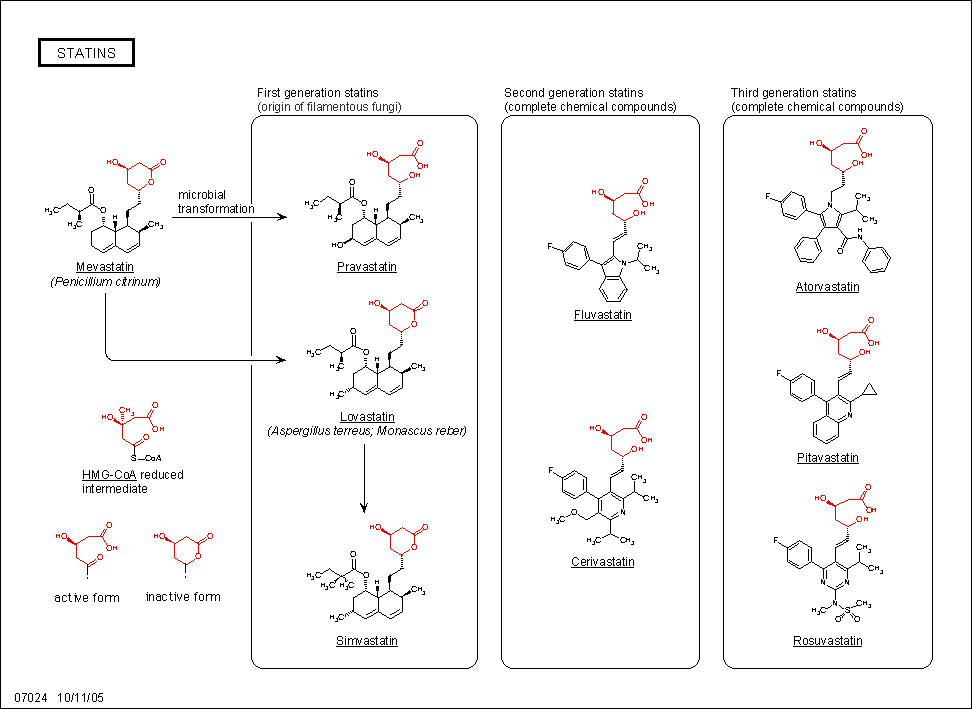 STATINS
First generation statins
(origin of filamentous fungi)
Second generation statins
(complete chemical compounds)
Third generation statins
(complete chemical compounds)
microbial
transformation
Mevastatin
(Penicillium citrinum)
Pravastatin
Lovastatin
(Aspergillus terreus; Monascus reber)
Simvastatin
HMG-CoA reduced
intermediate
active form
inactive form
Fluvastatin
Cerivastatin
Atorvastatin
Pitavastatin
Rosuvastatin
07024 10/11/05